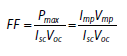 FF = P_max / (I_sc V_oc) = I_mp V_mp / (I_sc V_oc)